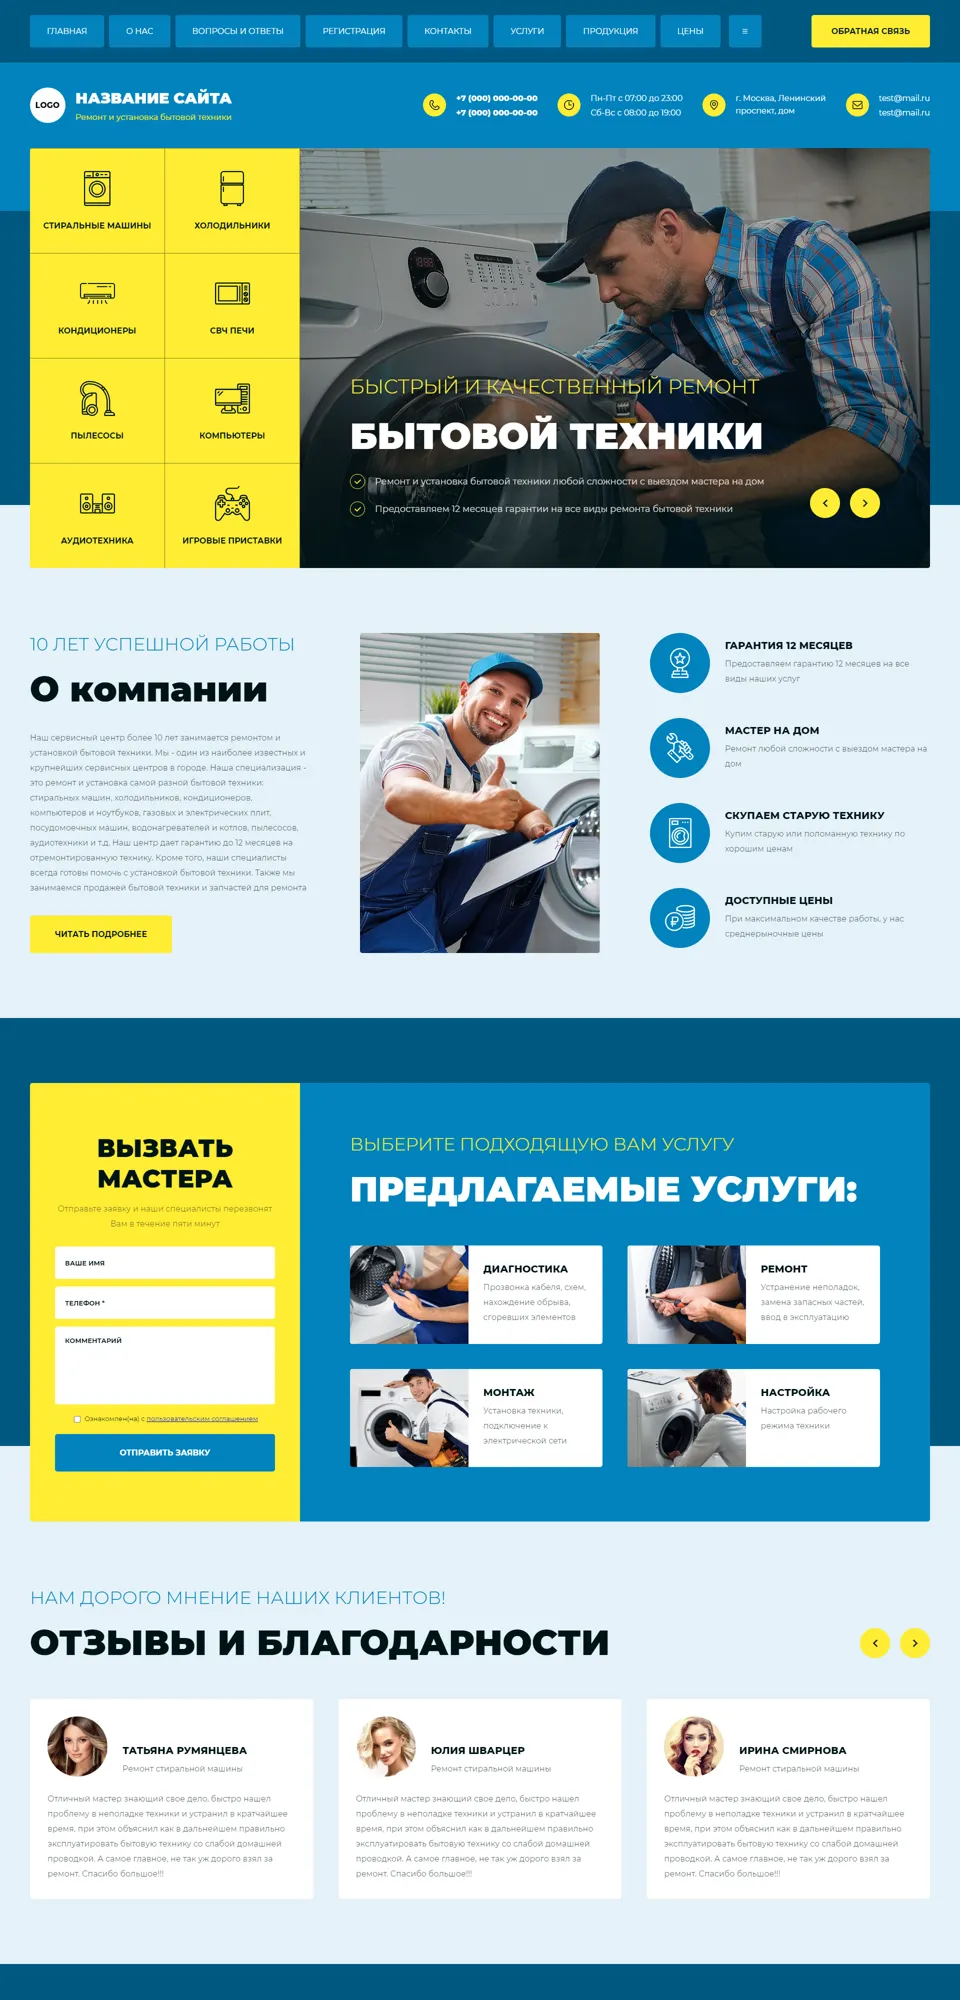 ГЛАВНАЯ
О НАС
ВОПРОСЫ И ОТВЕТЫ
РЕГИСТРАЦИЯ
КОНТАКТЫ
УСЛУГИ
ПРОДУКЦИЯ
ЦЕНЫ
≡
ОБРАТНАЯ СВЯЗЬ
LOGO
НАЗВАНИЕ САЙТА
Ремонт и установка бытовой техники
+7 (000) 000-00-00
+7 (000) 000-00-00
Пн-Пт с 07:00 до 23:00
Сб-Вс с 08:00 до 19:00
г. Москва, Ленинский
проспект, дом
test@mail.ru
test@mail.ru
СТИРАЛЬНЫЕ МАШИНЫ
ХОЛОДИЛЬНИКИ
КОНДИЦИОНЕРЫ
СВЧ ПЕЧИ
ПЫЛЕСОСЫ
КОМПЬЮТЕРЫ
АУДИОТЕХНИКА
ИГРОВЫЕ ПРИСТАВКИ
БЫСТРЫЙ И КАЧЕСТВЕННЫЙ РЕМОНТ
БЫТОВОЙ ТЕХНИКИ
Ремонт и установка бытовой техники любой сложности с выездом мастера на дом
Предоставляем 12 месяцев гарантии на все виды ремонта бытовой техники
10 ЛЕТ УСПЕШНОЙ РАБОТЫ
О компании
Наш сервисный центр более 10 лет занимается ремонтом и
установкой бытовой техники. Мы - один из наиболее известных и
крупнейших сервисных центров в городе. Наша специализация -
это ремонт и установка самой разной бытовой техники:
стиральных машин, холодильников, кондиционеров,
компьютеров и ноутбуков, газовых и электрических плит,
посудомоечных машин, водонагревателей и котлов, пылесосов,
аудиотехники и т.д. Наш центр дает гарантию до 12 месяцев на
отремонтированную технику. Кроме того, наши специалисты
всегда готовы помочь с установкой бытовой техники. Также мы
занимаемся продажей бытовой техники и запчастей для ремонта
ЧИТАТЬ ПОДРОБНЕЕ
ГАРАНТИЯ 12 МЕСЯЦЕВ
Предоставляем гарантию 12 месяцев на все
виды наших услуг
МАСТЕР НА ДОМ
Ремонт любой сложности с выездом мастера на
дом
СКУПАЕМ СТАРУЮ ТЕХНИКУ
Купим старую или поломанную технику по
хорошим ценам
ДОСТУПНЫЕ ЦЕНЫ
При максимальном качестве работы, у нас
среднерыночные цены
ВЫЗВАТЬ
МАСТЕРА
Отправьте заявку и наши специалисты перезвонят
Вам в течение пяти минут
ВАШЕ ИМЯ
ТЕЛЕФОН *
КОММЕНТАРИЙ
Ознакомлен(на) с пользовательским соглашением
ОТПРАВИТЬ ЗАЯВКУ
ВЫБЕРИТЕ ПОДХОДЯЩУЮ ВАМ УСЛУГУ
ПРЕДЛАГАЕМЫЕ УСЛУГИ:
ДИАГНОСТИКА
Прозвонка кабеля, схем,
нахождение обрыва,
сгоревших элементов
РЕМОНТ
Устранение неполадок,
замена запасных частей,
ввод в эксплуатацию
МОНТАЖ
Установка техники,
подключение к
электрической сети
НАСТРОЙКА
Настройка рабочего
режима техники
НАМ ДОРОГО МНЕНИЕ НАШИХ КЛИЕНТОВ!
ОТЗЫВЫ И БЛАГОДАРНОСТИ
ТАТЬЯНА РУМЯНЦЕВА
Ремонт стиральной машины
Отличный мастер знающий свое дело, быстро нашел
проблему в неполадке техники и устранил в кратчайшее
время, при этом объяснил как в дальнейшем правильно
эксплуатировать бытовую технику со слабой домашней
проводкой. А самое главное, не так уж дорого взял за
ремонт. Спасибо большое!!!
ЮЛИЯ ШВАРЦЕР
Ремонт стиральной машины
Отличный мастер знающий свое дело, быстро нашел
проблему в неполадке техники и устранил в кратчайшее
время, при этом объяснил как в дальнейшем правильно
эксплуатировать бытовую технику со слабой домашней
проводкой. А самое главное, не так уж дорого взял за
ремонт. Спасибо большое!!!
ИРИНА СМИРНОВА
Ремонт стиральной машины
Отличный мастер знающий свое дело, быстро нашел
проблему в неполадке техники и устранил в кратчайшее
время, при этом объяснил как в дальнейшем правильно
эксплуатировать бытовую технику со слабой домашней
проводкой. А самое главное, не так уж дорого взял за
ремонт. Спасибо большое!!!